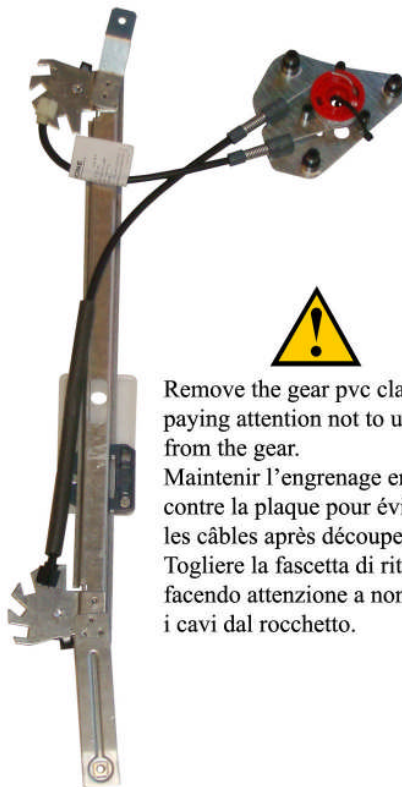 Remove the gear pvc cla
paying attention not to u
from the gear.
Maintenir l’engrenage en
contre la plaque pour évi
les câbles après découpe
Togliere la fascetta di rit
facendo attenzione a non
i cavi dal rocchetto.